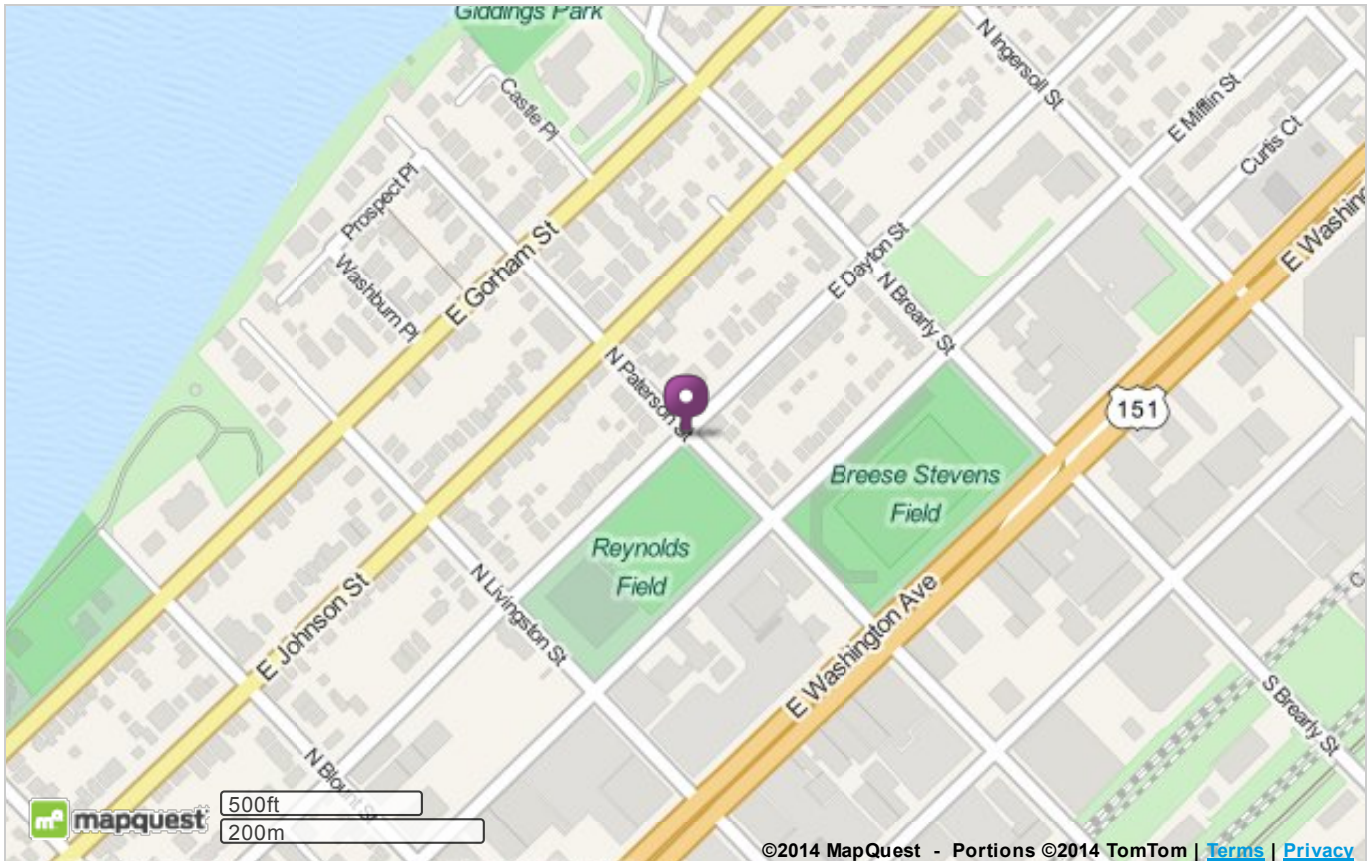 Giddings Park
N Ingersoll St
Castle Pl
E Mifflin St
Curtis Ct
Prospect Pl
E Washing
Washburn Pl
E Gorham St
E Dayton St
N Brearly St
N Paterson St
151
Breese Stevens
Field
Reynolds
Field
N Livingston St
E Johnson St
E Washington Ave
C
S Brearly St
N Blount St
mapquest
500ft
200m
©2014 MapQuest - Portions ©2014 TomTom | Terms | Privacy